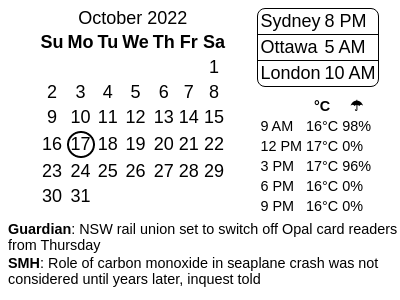 October 2022
Su Mo Tu We Th Fr Sa
1
2 3 4 5 6 7 8
9 10 11 12 13 14 15
16 17 18 19 20 21 22
23 24 25 26 27 28 29
30 31
Sydney 8 PM
Ottawa 5 AM
London 10 AM
°C ☂
9 AM 16°C 98%
12 PM 17°C 0%
3 PM 17°C 96%
6 PM 16°C 0%
9 PM 16°C 0%
Guardian: NSW rail union set to switch off Opal card readers
from Thursday
SMH: Role of carbon monoxide in seaplane crash was not
considered until years later, inquest told